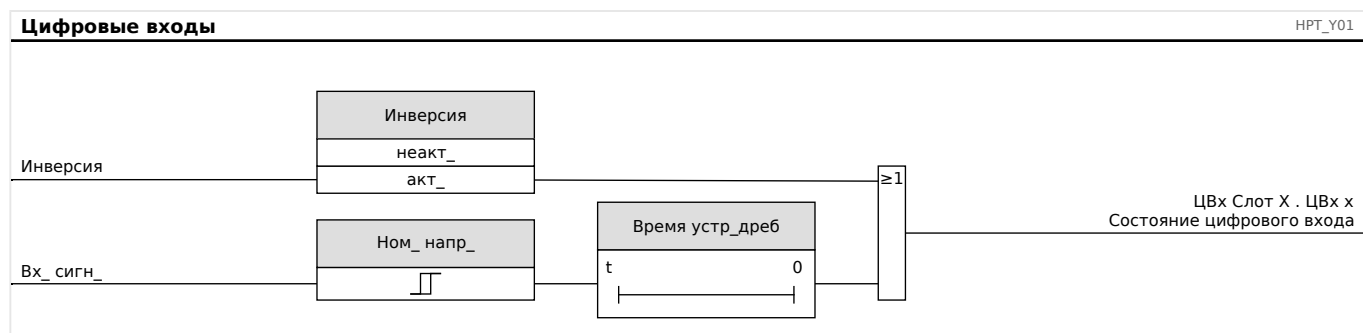 Цифровые входы
HPT_Y01
Инверсия
неакт_
Инверсия
акт_
≥1
ЦВх Слот X . ЦВх x
Состояние цифрового входа
Время устр_дреб
Ном_ напр_
t 0
Вх_ сигн_